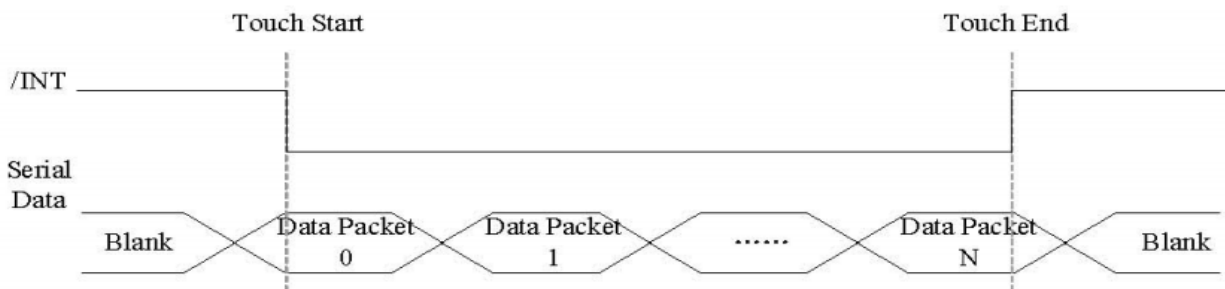 Touch Start
Touch End
/INT
Serial
Data
Blank
Data Packet
0
Data Packet
1
......
Data Packet
N
Blank